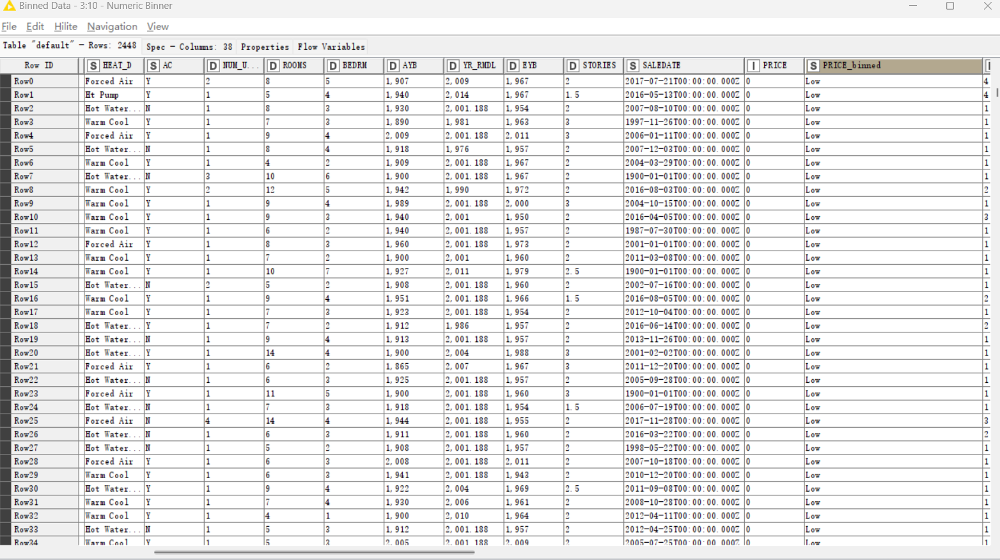 Binned Data - 3:10 - Numeric Binner
File Edit Hilite Navigation View
Table "default" - Rows: 2448 Spec - Columns: 38 Properties Flow Variables
Row ID S HEAT_D S AC D NUM_U... D ROOMS D BEDRM D AYB D YR_RMDL D EYB D STORIES S SALEDATE I PRICE S PRICE_binned
Row0 Forced Air Y 2 8 5 1,907 2,009 1,967 2 2017-07-21T00:00:00.000Z 0 Low 4
Row1 Ht Pump Y 1 5 4 1,940 2,014 1,967 1.5 2016-05-13T00:00:00.000Z 0 Low 4
Row2 Hot Water... N 1 8 3 1,930 2,001.188 1,954 2 2007-08-10T00:00:00.000Z 0 Low 1
Row3 Warm Cool Y 1 7 3 1,890 1,981 1,963 3 1997-11-26T00:00:00.000Z 0 Low 1
Row4 Forced Air Y 1 9 4 2,009 2,001.188 2,011 3 2006-01-11T00:00:00.000Z 0 Low 1
Row5 Hot Water... N 1 8 4 1,918 1,976 1,957 2 2007-12-03T00:00:00.000Z 0 Low 1
Row6 Warm Cool Y 1 4 2 1,909 2,001.188 1,967 2 2004-03-29T00:00:00.000Z 0 Low 1
Row7 Hot Water... N 3 10 6 1,900 2,001.188 1,967 2 1900-01-01T00:00:00.000Z 0 Low 1
Row8 Warm Cool Y 2 12 5 1,942 1,990 1,972 2 2016-08-03T00:00:00.000Z 0 Low 2
Row9 Warm Cool Y 1 9 4 1,989 2,001.188 2,000 3 2004-10-15T00:00:00.000Z 0 Low 1
Row10 Warm Cool Y 1 9 3 1,940 2,001 1,950 2 2016-04-05T00:00:00.000Z 0 Low 3
Row11 Warm Cool Y 1 6 2 1,940 2,001.188 1,957 2 1987-07-30T00:00:00.000Z 0 Low 1
Row12 Forced Air Y 1 8 3 1,960 2,001.188 1,973 2 2001-01-01T00:00:00.000Z 0 Low 1
Row13 Warm Cool Y 1 7 2 1,900 2,001 1,960 2 2011-03-08T00:00:00.000Z 0 Low 1
Row14 Warm Cool Y 1 10 7 1,927 2,011 1,979 2.5 1900-01-01T00:00:00.000Z 0 Low 1
Row15 Hot Water... N 2 5 2 1,908 2,001.188 1,960 2 2002-07-16T00:00:00.000Z 0 Low 1
Row16 Warm Cool Y 1 9 4 1,951 2,001.188 1,966 1.5 2016-08-05T00:00:00.000Z 0 Low 2
Row17 Warm Cool Y 1 7 3 1,923 2,001.188 1,954 2 2012-10-04T00:00:00.000Z 0 Low 1
Row18 Hot Water... Y 1 7 2 1,912 1,986 1,957 2 2016-06-14T00:00:00.000Z 0 Low 2
Row19 Hot Water... N 1 9 4 1,913 2,001.188 1,957 2 2013-11-26T00:00:00.000Z 0 Low 1
Row20 Hot Water... Y 1 14 4 1,900 2,004 1,988 3 2001-02-02T00:00:00.000Z 0 Low 1
Row21 Forced Air Y 1 6 2 1,865 2,007 1,967 3 2011-12-20T00:00:00.000Z 0 Low 1
Row22 Hot Water... N 1 6 3 1,925 2,001.188 1,957 2 2005-09-28T00:00:00.000Z 0 Low 1
Row23 Forced Air Y 1 11 5 1,900 2,001.188 1,960 3 1900-01-01T00:00:00.000Z 0 Low 1
Row24 Hot Water... N 1 7 3 1,918 2,001.188 1,954 1.5 2006-07-19T00:00:00.000Z 0 Low 1
Row25 Forced Air N 4 14 4 1,944 2,001.188 1,955 2 2017-11-28T00:00:00.000Z 0 Low 3
Row26 Hot Water... N 1 6 3 1,911 2,001.188 1,960 2 2016-03-22T00:00:00.000Z 0 Low 2
Row27 Hot Water... N 1 5 2 1,908 2,001.188 1,957 2 1998-05-22T00:00:00.000Z 0 Low 1
Row28 Forced Air Y 1 6 3 2,008 2,001.188 2,011 2 2007-10-18T00:00:00.000Z 0 Low 1
Row29 Warm Cool Y 1 6 3 1,941 2,001.188 1,943 2 2010-12-20T00:00:00.000Z 0 Low 1
Row30 Hot Water... Y 1 9 4 1,922 2,004 1,969 2.5 2011-09-08T00:00:00.000Z 0 Low 1
Row31 Warm Cool Y 1 7 4 1,930 2,006 1,961 2 2008-10-28T00:00:00.000Z 0 Low 1
Row32 Warm Cool Y 1 4 1 1,900 2,010 1,964 2 2012-04-11T00:00:00.000Z 0 Low 1
Row33 Hot Water... N 1 5 3 1,912 2,001.188 1,957 2 2012-04-25T00:00:00.000Z 0 Low 1
Row34 Warm Cool Y 1 5 3 2,005 2,001.188 2,009 2 2005-07-25T00:00:00.000Z 0 Low 1